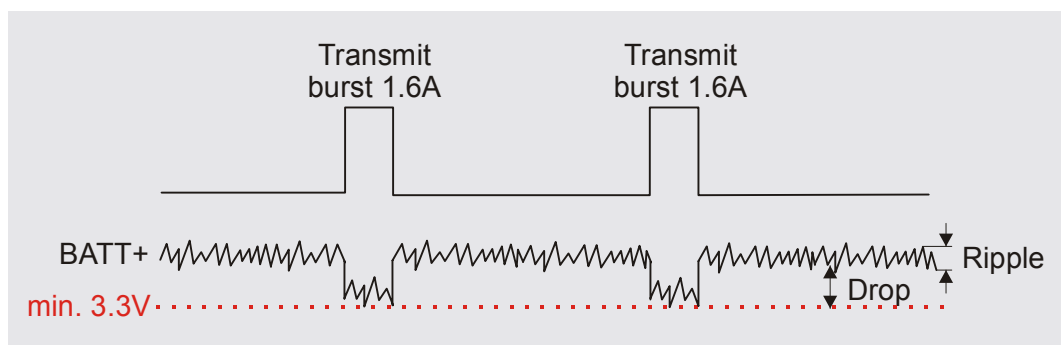 Transmit
burst 1.6A
Transmit
burst 1.6A
BATT+
Ripple
Drop
min. 3.3V